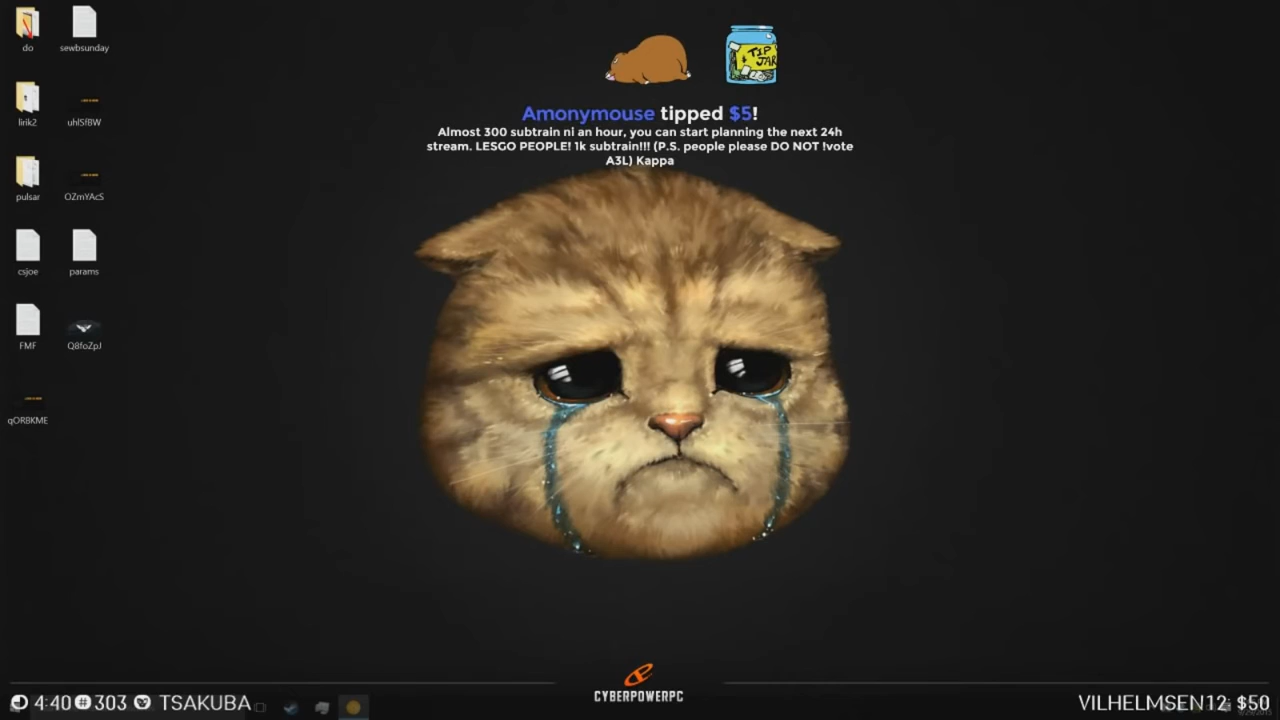 do
sewbsunday
lirik2
uhlSfBW
pulsar
OZmYAcS
csjoe
params
FMF
Q8foZpJ
qORBKME
TIP
JAR
Amonymouse tipped $5!
Almost 300 subtrain ni an hour, you can start planning the next 24h
stream. LESGO PEOPLE! 1k subtrain!!! (P.S. people please DO NOT !vote
A3L) Kappa
CYBERPOWERPC
4:40 # 303 TSAKUBA
VILHELMSEN12: $50